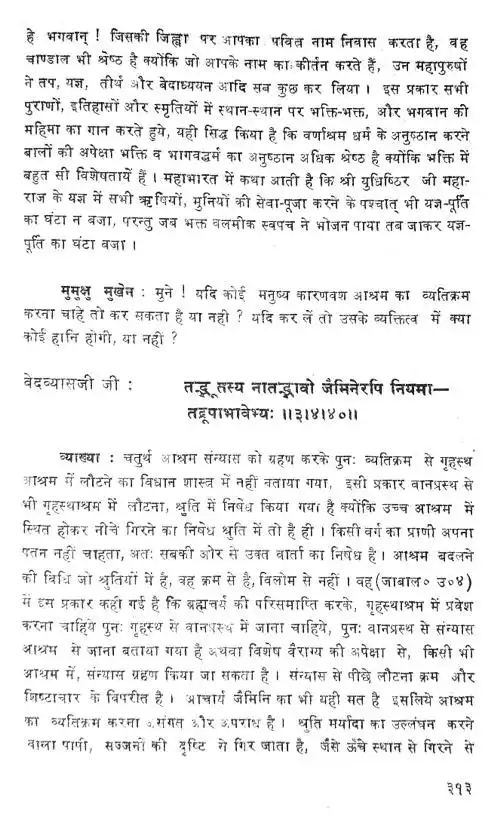 हे भगवान् ! जिसकी जिह्वा पर आपका पवित्र नाम निवास करता है, वह
चाण्डाल भी श्रेष्ठ है क्योंकि जो आपके नाम का कीर्तन करते हैं, उन महापुरुषों
ने तप, यज्ञ, तीर्थ और वेदाध्ययन आदि सब कुछ कर लिया । इस प्रकार सभी
पुराणों, इतिहासों और स्मृतियों में स्थान-स्थान पर भक्ति-भक्त, और भगवान की
महिमा का गान करते हुये, यही सिद्ध किया है कि वर्णाश्रम धर्म के अनुष्ठान करने
बालों की अपेक्षा भक्ति व भागवद्धर्म का अनुष्ठान अधिक श्रेष्ठ है क्योंकि भक्ति में
बहुत सी विशेषतायें हैं । महाभारत में कथा आती है कि श्री युधिष्ठिर जी महा-
राज के यज्ञ में सभी ऋषियों, मुनियों की सेवा-पूजा करने के पश्चात् भी यज्ञ-पूर्ति
का घंटा न बजा, परन्तु जब भक्त वलमीक स्वपच ने भोजन पाया तब जाकर यज्ञ-
पूर्ति का घंटा बजा ।
मुमुक्षु मुखेन : मुने ! यदि कोई मनुष्य कारणवश आश्रम का व्यतिक्रम
करना चाहे तो कर सकता है या नही ? यदि कर लें तो उसके व्यक्तित्व में क्या
कोई हानि होगी, या नहीं ?
वेदव्यासजी जी : तद्भूतस्य नातद्भावो जैमिनेरपि नियमा—
तद्रूपाभावेभ्यः ॥३।४।४०॥
व्याख्या : चतुर्थ आश्रम संन्यास को ग्रहण करके पुनः व्यतिक्रम से गृहस्थ
आश्रम में लौटने का विधान शास्त्र में नहीं बताया गया, इसी प्रकार वानप्रस्थ से
भी गृहस्थाश्रम में लौटना, श्रुति में निषेध किया गया है क्योंकि उच्च आश्रम में
स्थित होकर नीचे गिरने का निषेध श्रुति में तो है ही । किसी वर्ग का प्राणी अपना
पतन नहीं चाहता, अतः सबकी ओर से उक्त वार्ता का निषेध है । आश्रम बदलने
की विधि जो श्रुतियों में है, वह क्रम से है, विलोम से नहीं । वह (जाबाल० उ०४)
में इस प्रकार कही गई है कि ब्रह्मचर्य की परिसमाप्ति करके, गृहस्थाश्रम में प्रवेश
करना चाहिये पुनः गृहस्थ से वानप्रस्थ में जाना चाहिये, पुनः वानप्रस्थ से संन्यास
आश्रम से जाना बताया गया है अथवा विशेष वैराग्य की अपेक्षा से, किसी भी
आश्रम में, संन्यास ग्रहण किया जा सकता है । संन्यास से पीछे लौटना क्रम और
शिष्टाचार के विपरीत है । आचार्य जैमिनि का भी यही मत है इसलिये आश्रम
का व्यतिक्रम करना असंगत और अपराध है । श्रुति मर्यादा का उल्लंघन करने
वाला पापी, सज्जनों की दृष्टि से गिर जाता है, जैसे ऊँचे स्थान से गिरने से
३१३